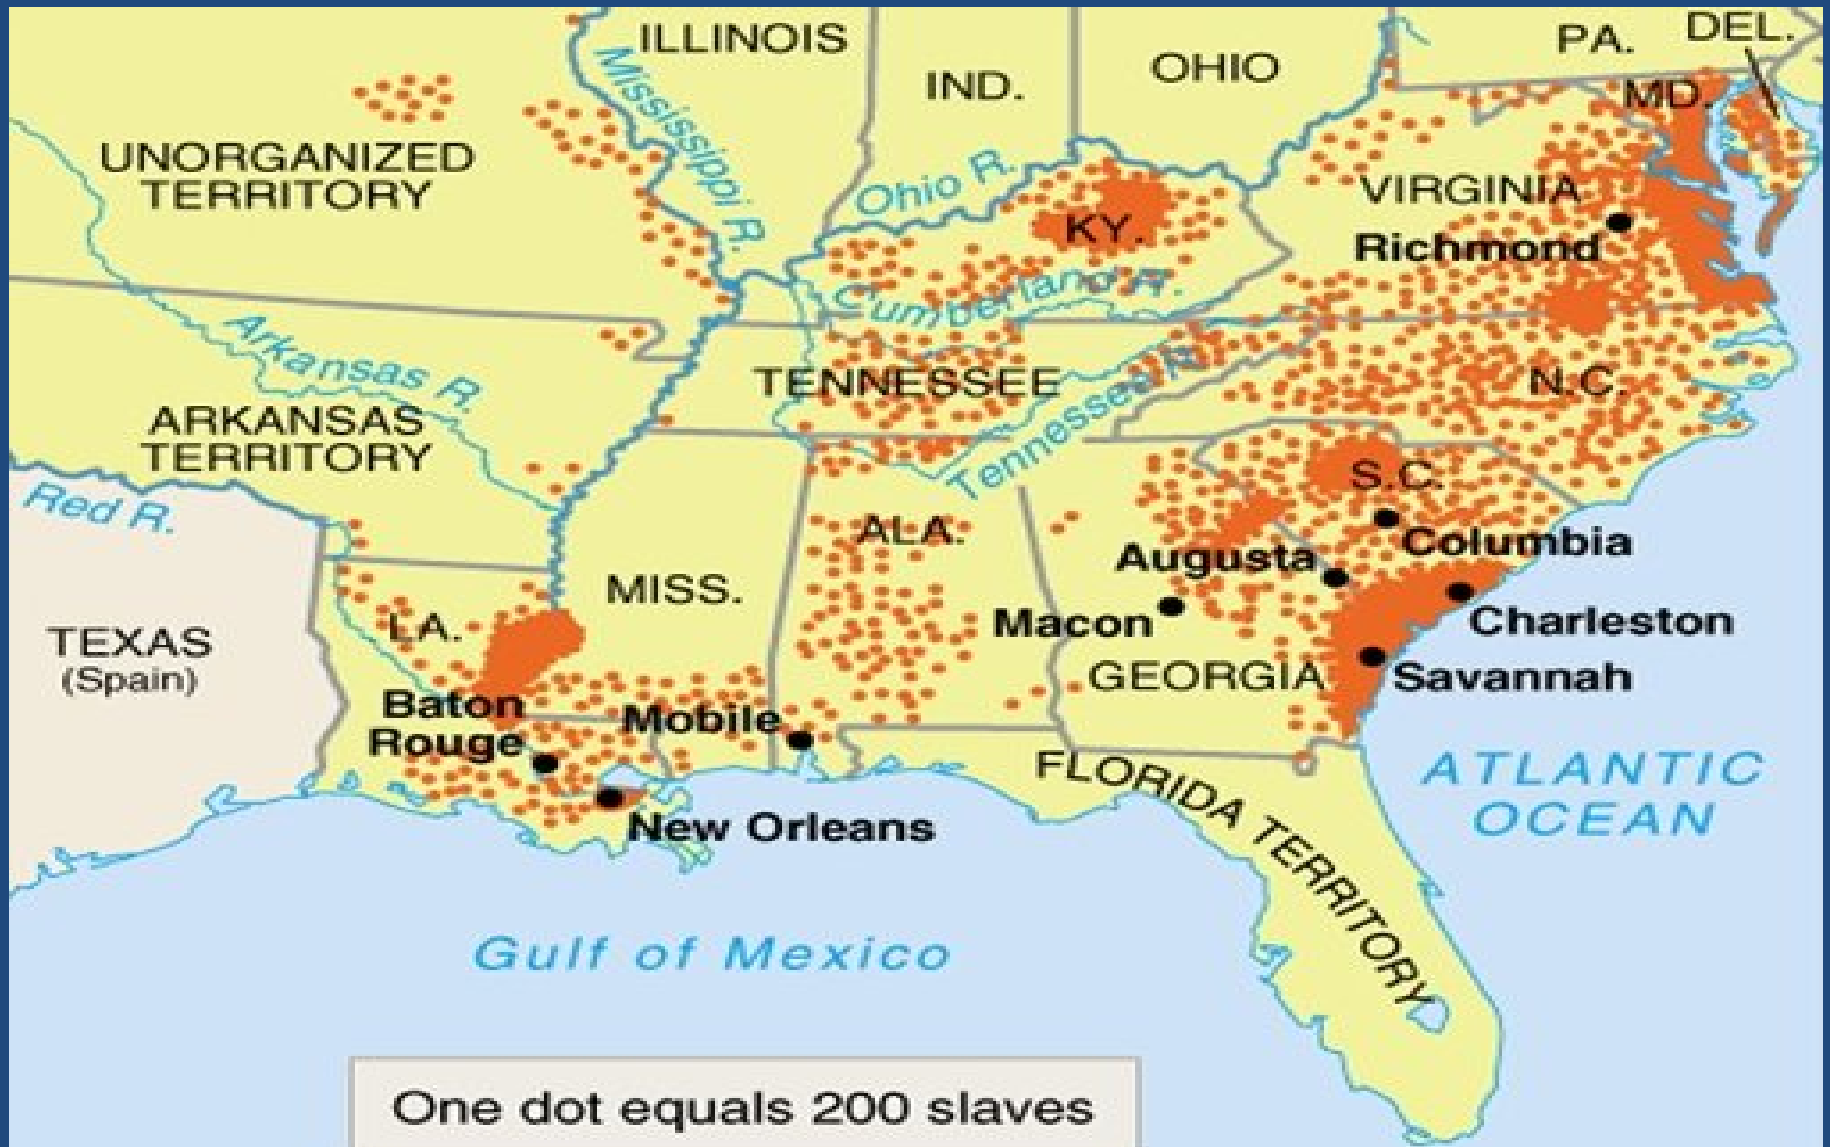 ILLINOIS
IND.
OHIO
PA.
DEL.
MD.
Mississippi R.
UNORGANIZED
TERRITORY
Ohio R.
VIRGINIA
KY.
Richmond
Cumberland R.
Arkansas R.
TENNESSEE
Tennessee R.
N.C.
ARKANSAS
TERRITORY
Red R.
S.C.
ALA.
Columbia
Augusta
MISS.
Macon
Charleston
LA.
TEXAS
(Spain)
GEORGIA
Savannah
Baton
Rouge
Mobile
FLORIDA TERRITORY
ATLANTIC
OCEAN
New Orleans
Gulf of Mexico
One dot equals 200 slaves